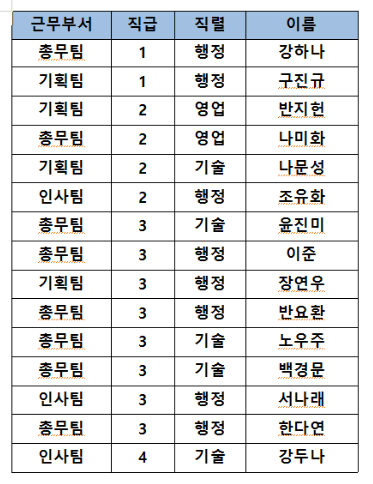 근무부서 직급 직렬 이름
총무팀 1 행정 강하나
기획팀 1 행정 구진규
기획팀 2 영업 반지헌
총무팀 2 영업 나미화
기획팀 2 기술 나문성
인사팀 2 행정 조유화
총무팀 3 기술 윤진미
총무팀 3 행정 이준
기획팀 3 행정 장연우
총무팀 3 행정 반요환
총무팀 3 기술 노우주
총무팀 3 기술 백경문
인사팀 3 행정 서나래
총무팀 3 행정 한다연
인사팀 4 기술 강두나